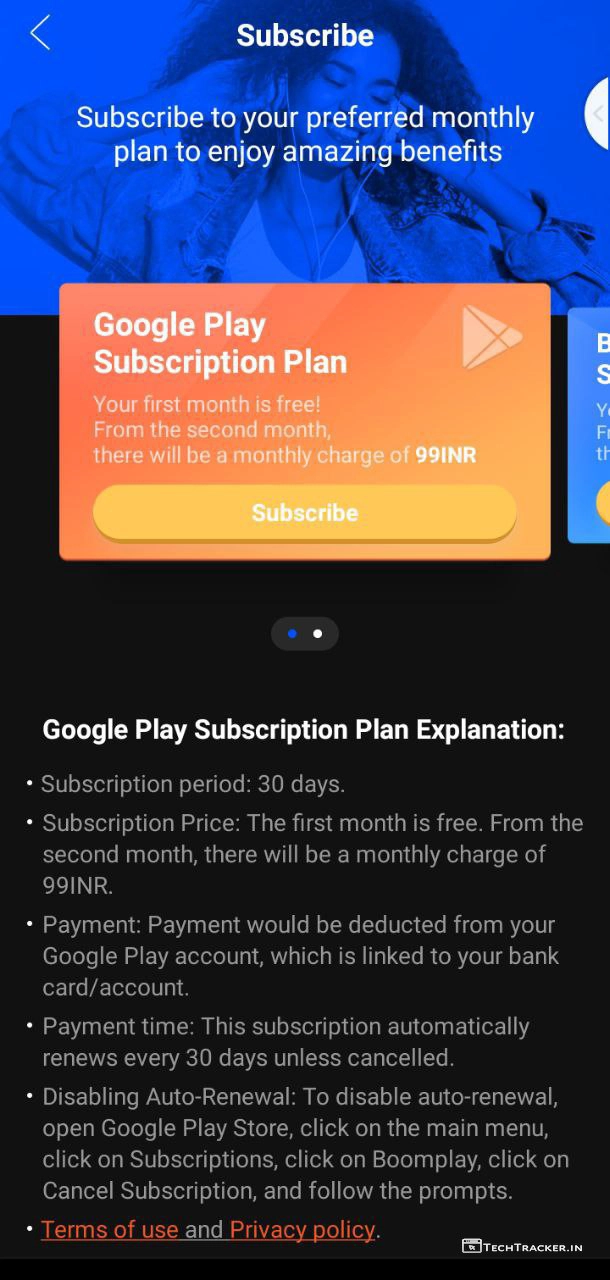 Subscribe
Subscribe to your preferred monthly
plan to enjoy amazing benefits
Google Play
Subscription Plan
Your first month is free!
From the second month,
there will be a monthly charge of 99INR
Subscribe
Google Play Subscription Plan Explanation:
• Subscription period: 30 days.
• Subscription Price: The first month is free. From the
second month, there will be a monthly charge of
99INR.
• Payment: Payment would be deducted from your
Google Play account, which is linked to your bank
card/account.
• Payment time: This subscription automatically
renews every 30 days unless cancelled.
• Disabling Auto-Renewal: To disable auto-renewal,
open Google Play Store, click on the main menu,
click on Subscriptions, click on Boomplay, click on
Cancel Subscription, and follow the prompts.
• Terms of use and Privacy policy.
TECHTRACKER.IN